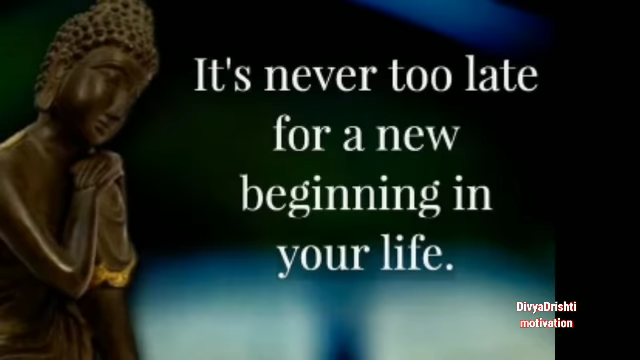 It's never too late
for a new
beginning in
your life.
DivyaDrishti
motivation